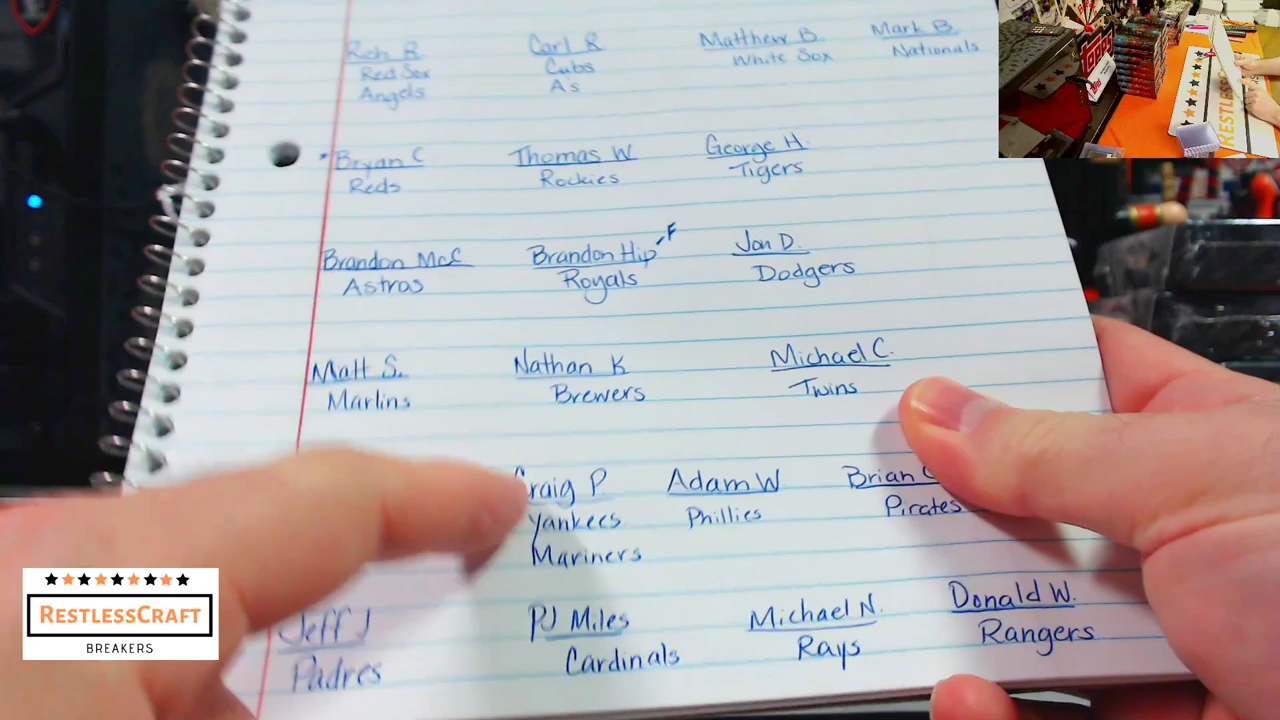 Rich R Carl R Matthew B. Mark B.
Red Sox Cubs White Sox Nationals
Angels A's
Bryan C Thomas W George H.
Reds Rockies Tigers
Brandon McC Brandon Hip - F Jon D.
Astros Royals Dodgers
Matt S. Nathan K Michael C.
Marlins Brewers Twins
Craig P. Adam W Brian
Yankees Phillies Pirates
Mariners
Jeff J PJ Miles Michael N. Donald W.
Padres Cardinals Rays Rangers
RESTLESSCRAFT
BREAKERS
Topps